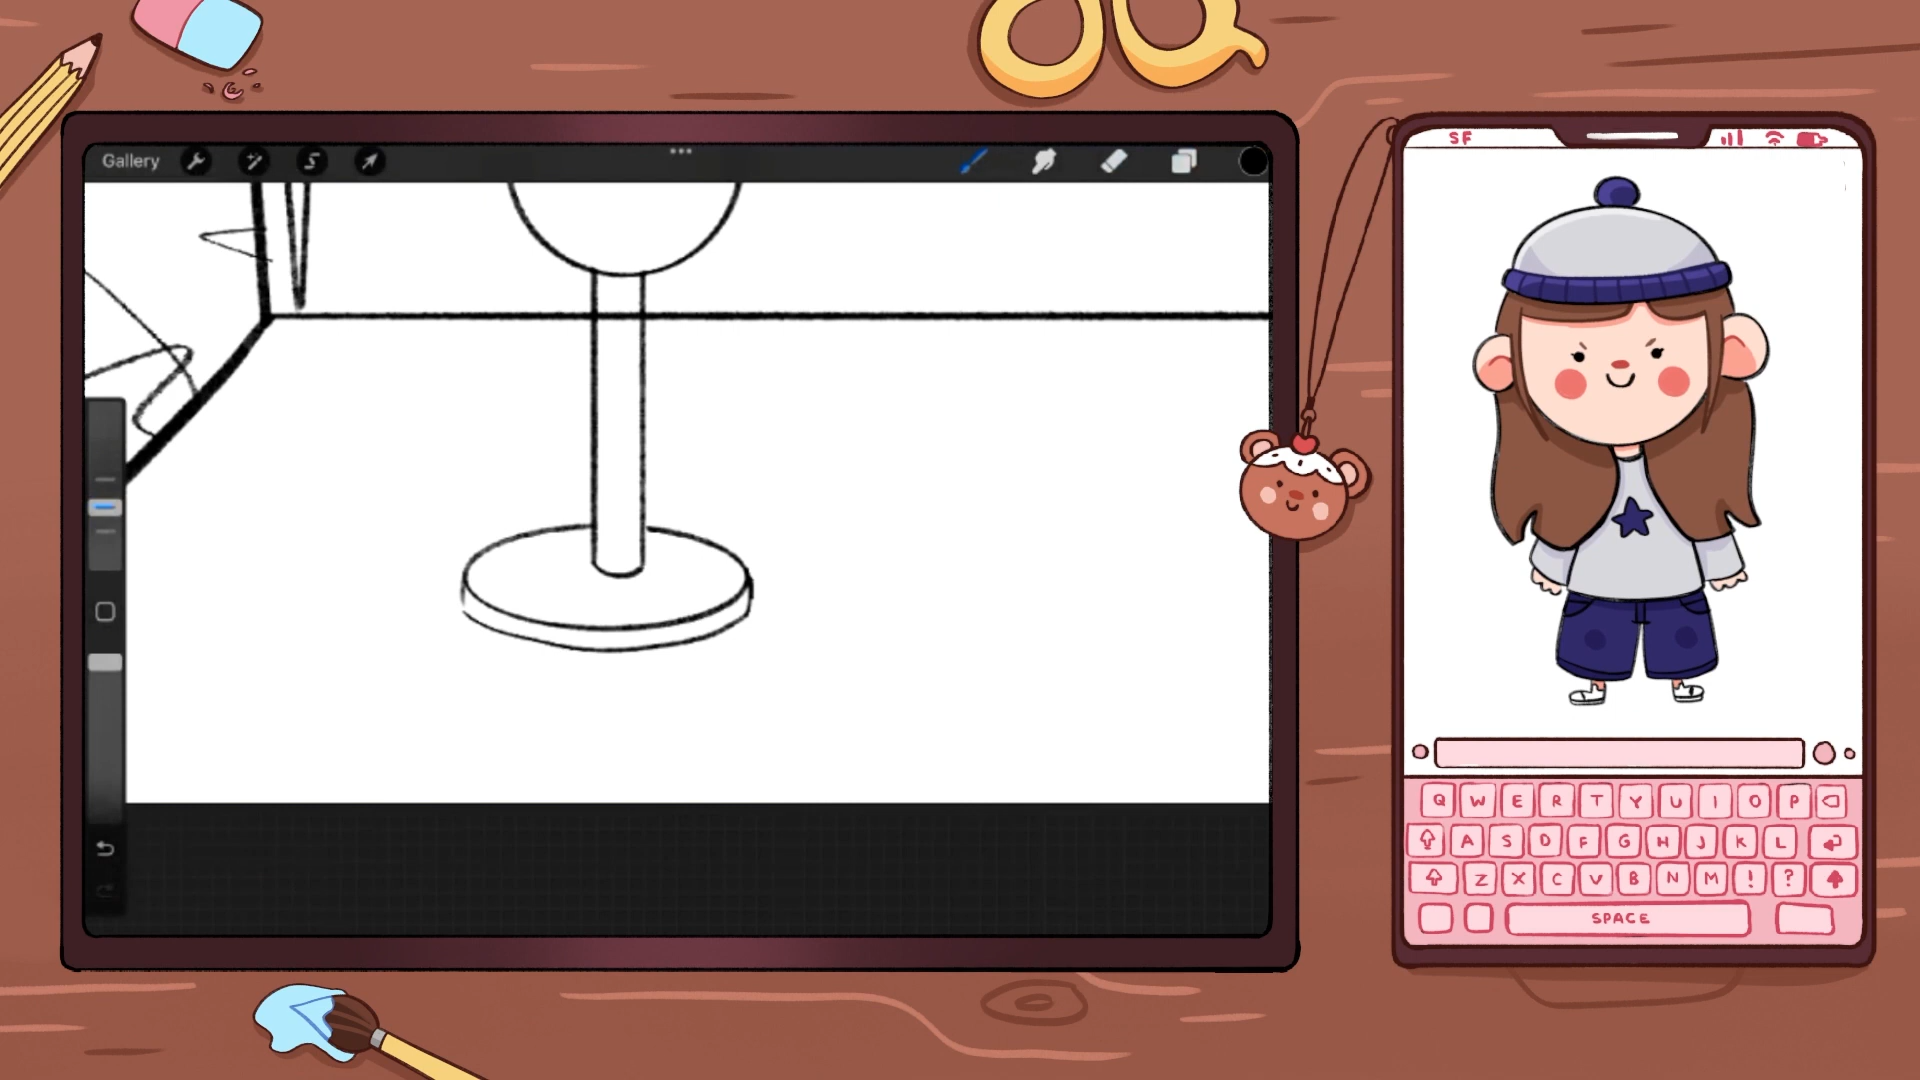 Gallery
SF
Q W E R T Y U I O P
A S D F G H J K L
Z X C V B N M ! ?
SPACE